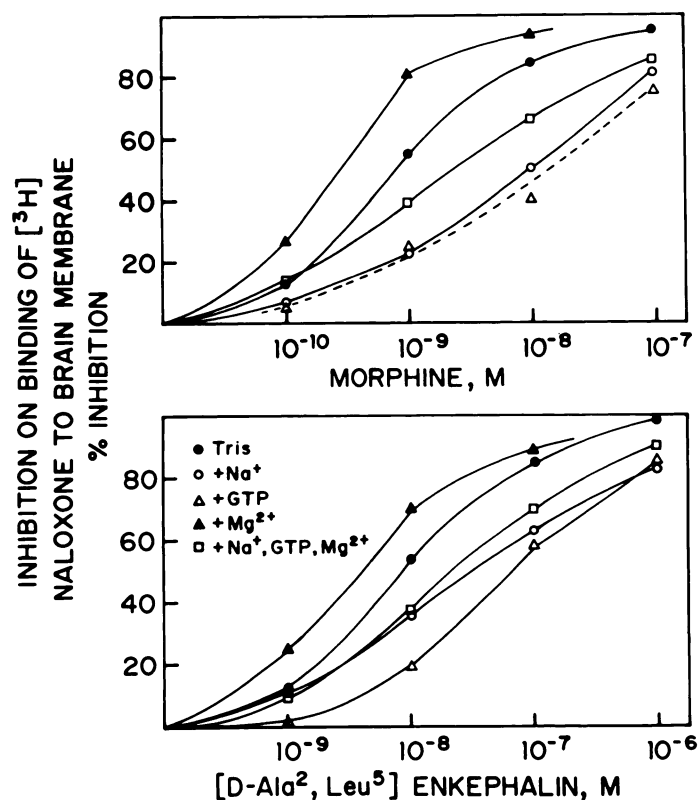 INHIBITION ON BINDING OF [³H]
NALOXONE TO BRAIN MEMBRANE
% INHIBITION
80
60
40
20
10⁻¹⁰ 10⁻⁹ 10⁻⁸ 10⁻⁷
MORPHINE, M
80
60
40
20
Tris
+Na⁺
+GTP
+Mg²⁺
+Na⁺, GTP, Mg²⁺
10⁻⁹ 10⁻⁸ 10⁻⁷ 10⁻⁶
[D-Ala², Leu⁵] ENKEPHALIN, M